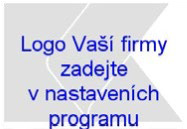 Logo Vaší firmy
zadejte
v nastaveních
programu